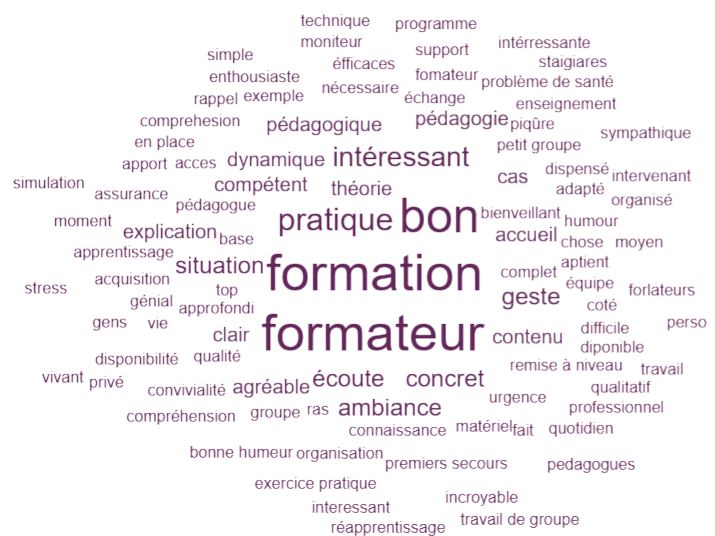 technique
programme
moniteur
support
intérressante
simple
éfficaces
staigiares
enthousiaste
nécessaire
fomateur
problème de santé
rappel
exemple
échange
enseignement
comprehesion
pédagogique
pédagogie
piqûre
sympathique
en place
petit groupe
apport
acces
dynamique
intéressant
cas
dispensé
intervenant
simulation
assurance
compétent
théorie
adapté
organisé
pédagogue
moment
pratique
bon
bienveillant
humour
explication
base
accueil
chose
moyen
apprentissage
situation
formation
aptient
stress
acquisition
complet
équipe
forlateurs
génial
top
approfondi
geste
coté
gens
vie
clair
formateur
contenu
difficile
perso
diponible
disponibilité
qualité
remise à niveau
travail
vivant
privé
convivialité
agréable
écoute
concret
qualitatif
urgence
compréhension
groupe
ras
ambiance
professionnel
connaissance
matériel
fait
quotidien
bonne humeur
organisation
premiers secours
pedagogues
exercice pratique
incroyable
interessant
réapprentissage
travail de groupe